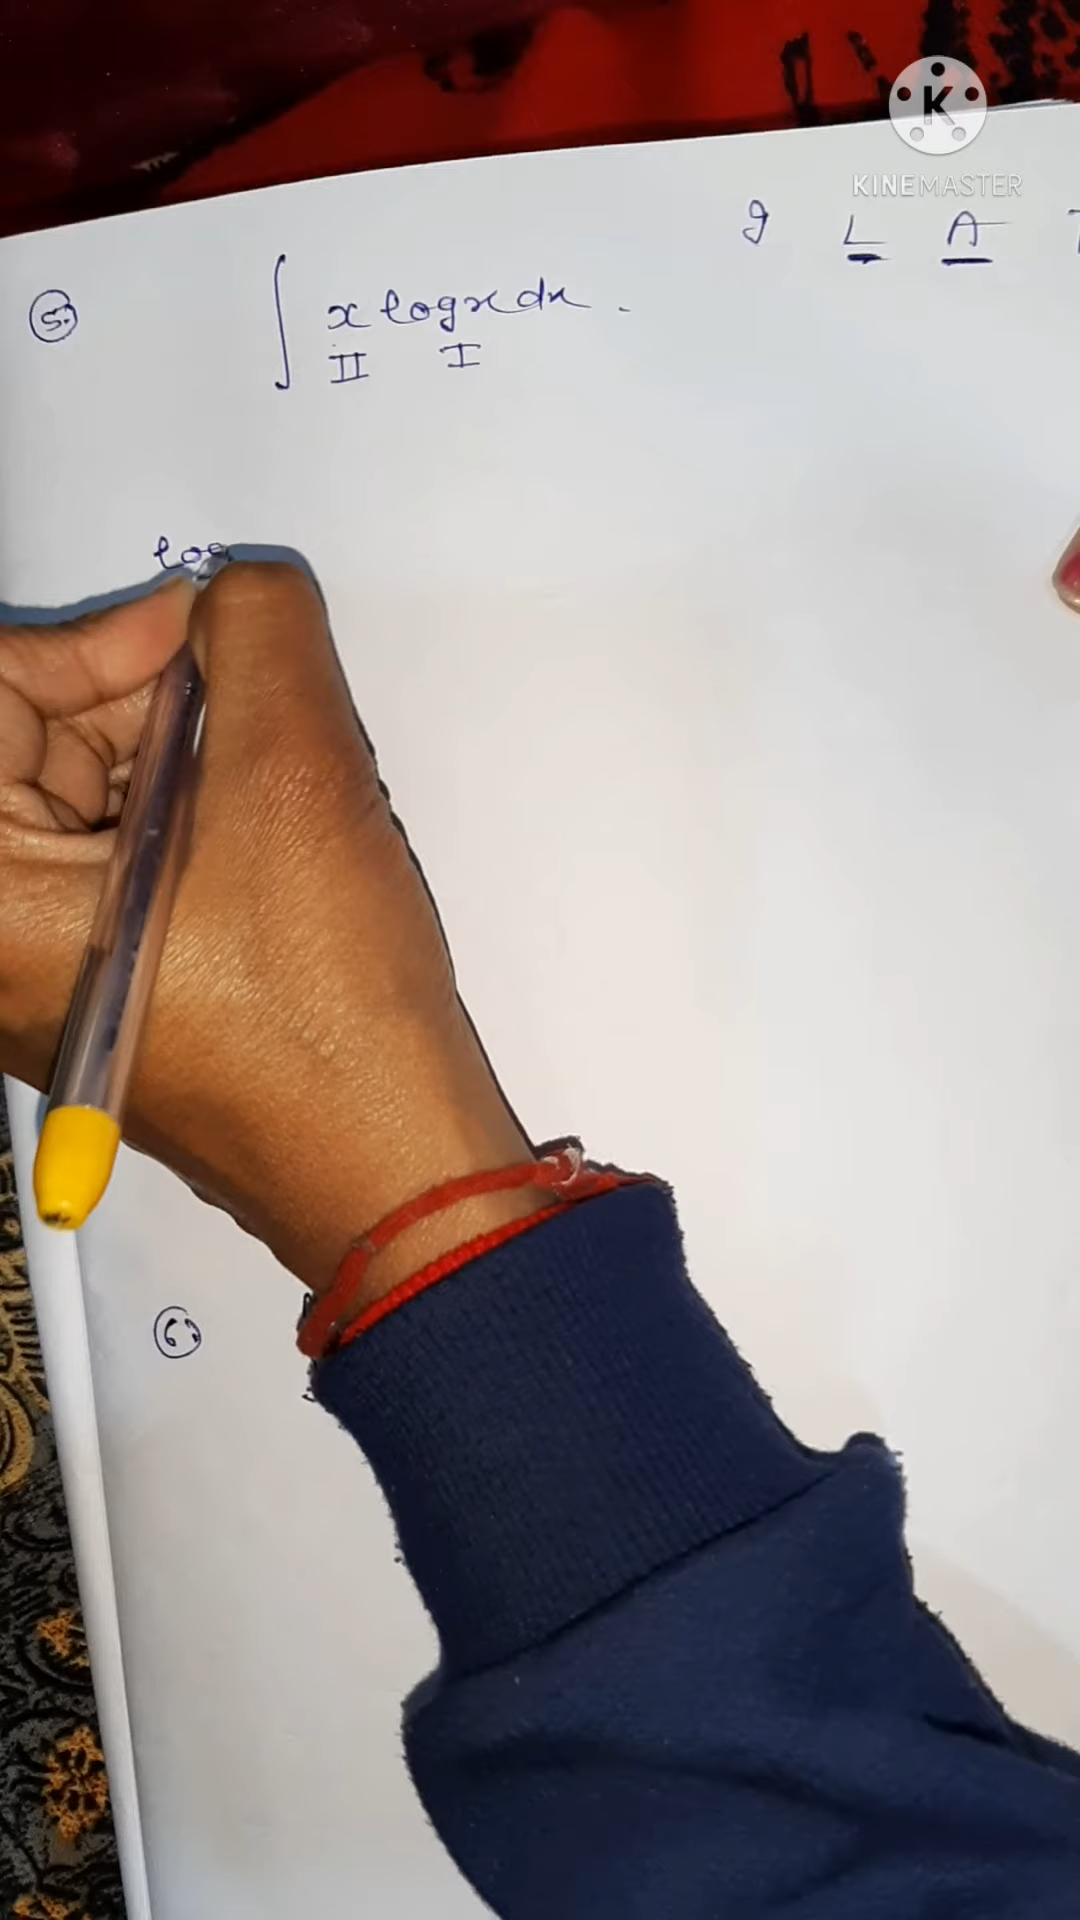 K
KINEMASTER
I L A T
5. ∫ x log x dx .
II I
log
6.